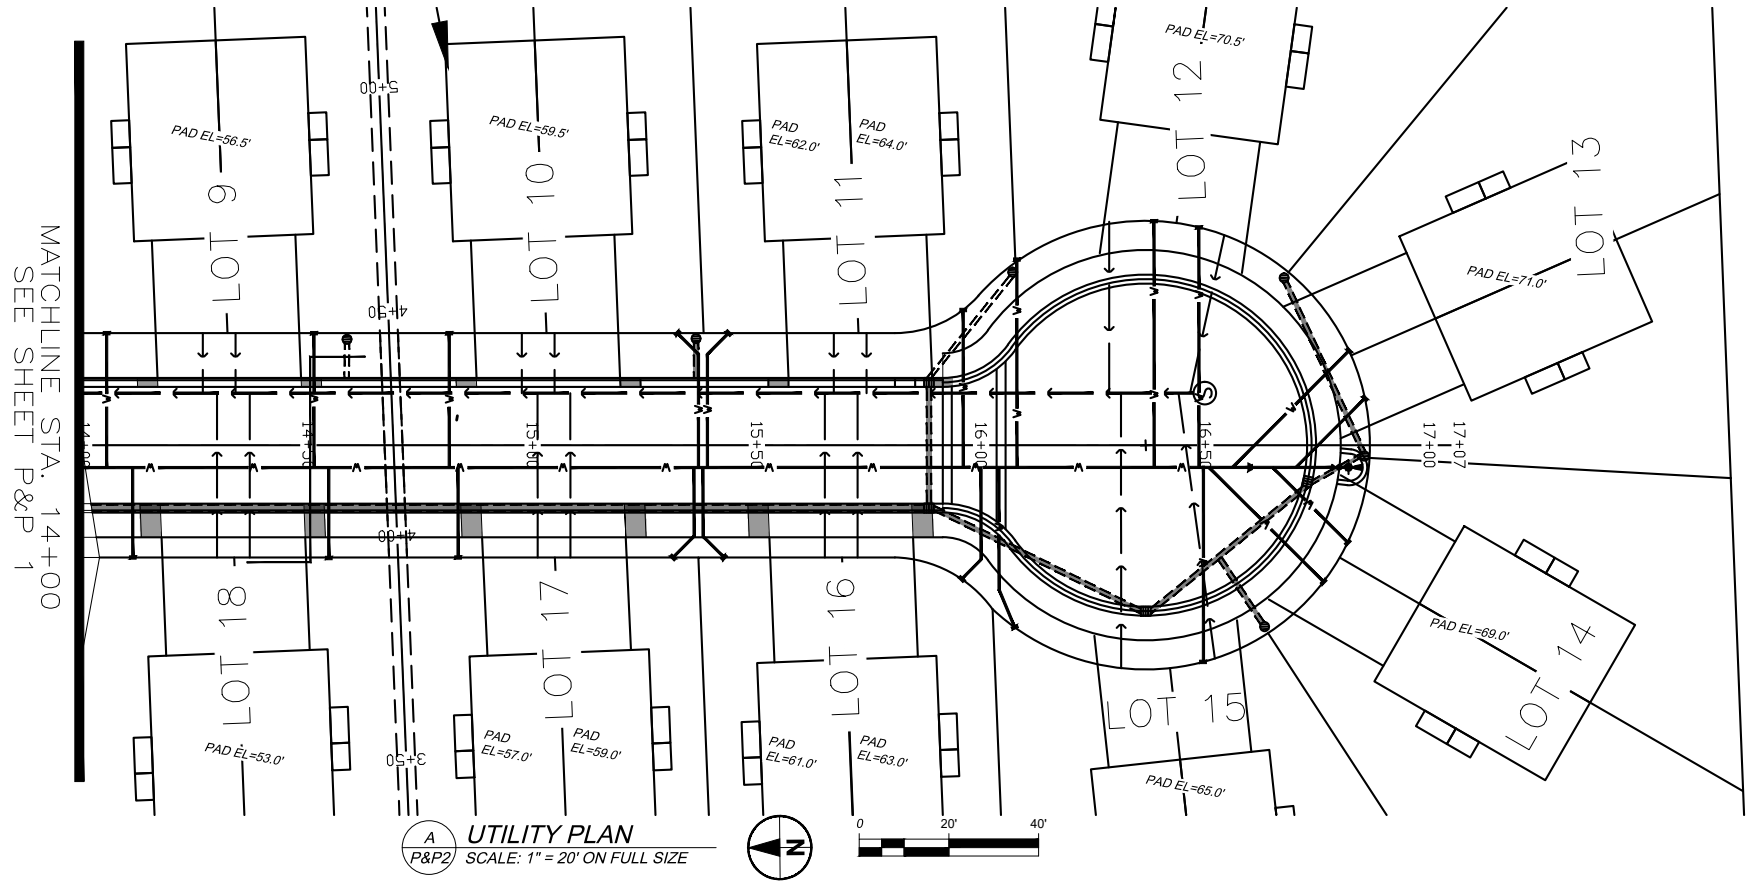 MATCHLINE STA. 14+00
SEE SHEET P&P 1
PAD EL=56.5'
LOT 9
5+00
PAD EL=59.5'
LOT 10
PAD
EL=62.0'
PAD
EL=64.0'
LOT 11
PAD EL=70.5'
LOT 12
LOT 13
PAD EL=71.0'
4+50
14+00
14+50
15+00
15+50
16+00
16+50
17+00
17+07
S
4+00
LOT 18
PAD EL=53.0'
3+50
LOT 17
PAD
EL=57.0'
PAD
EL=59.0'
LOT 16
PAD
EL=61.0'
PAD
EL=63.0'
LOT 15
PAD EL=65.0'
PAD EL=69.0'
LOT 14
A
P&P2
UTILITY PLAN
SCALE: 1" = 20' ON FULL SIZE
N
0 20' 40'